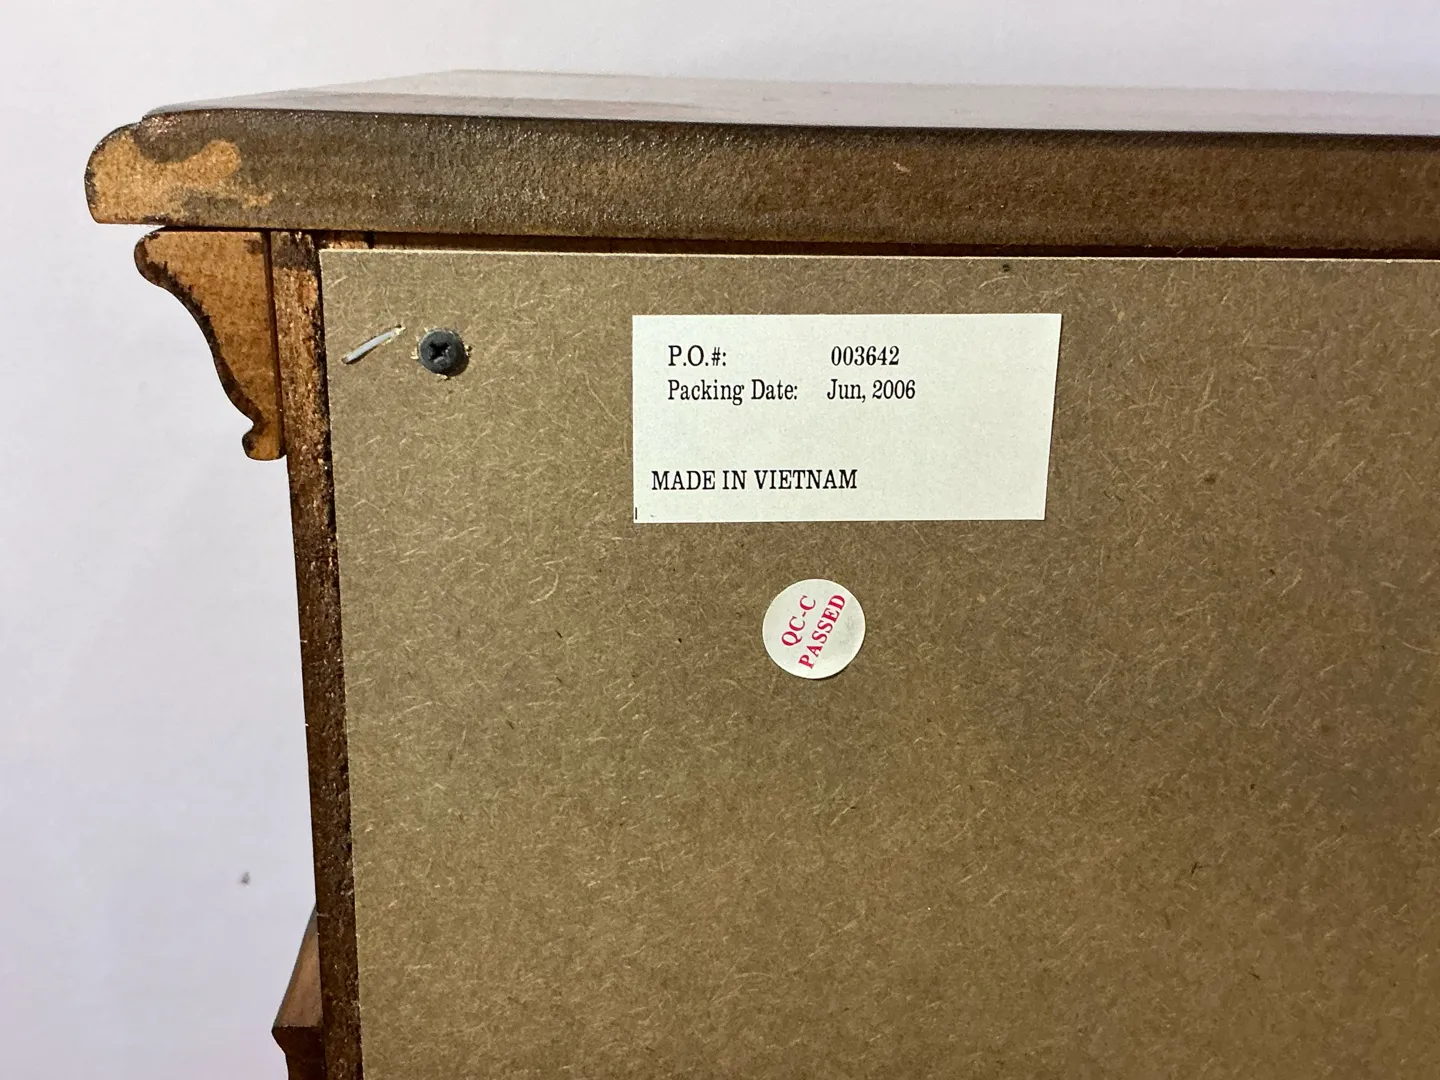 P.O.#: 003642
Packing Date: Jun, 2006
MADE IN VIETNAM
QC-C
PASSED